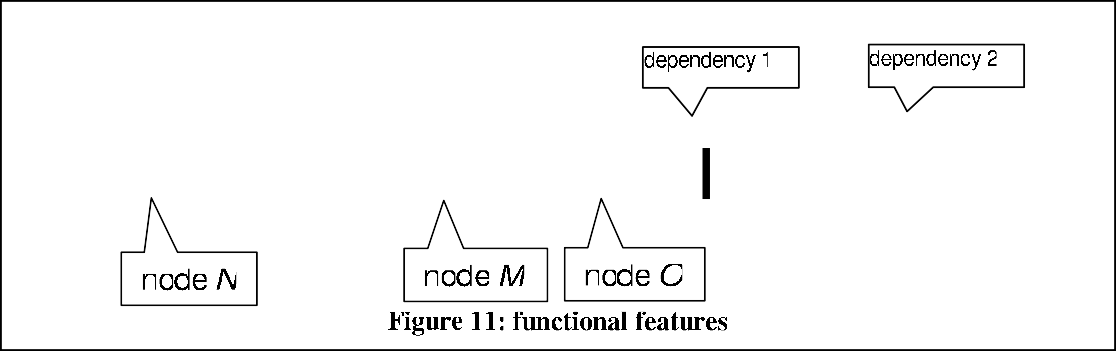 dependency 1
dependency 2
node N
node M
node O
Figure 11: functional features